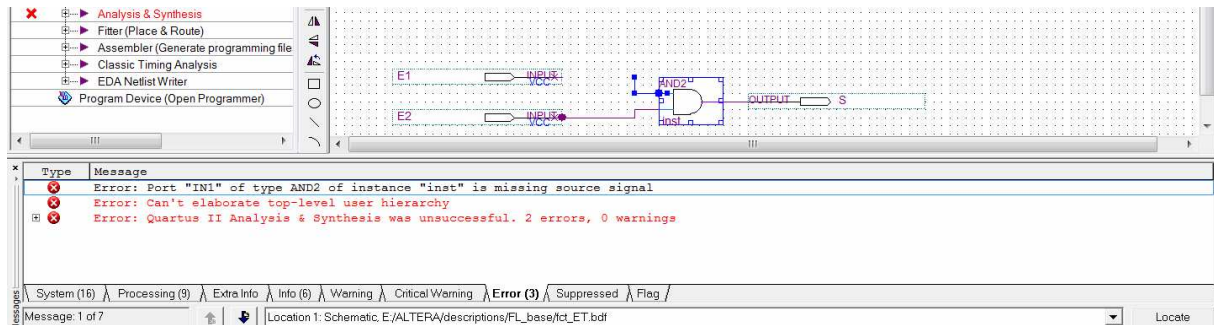 Analysis & Synthesis
Fitter (Place & Route)
Assembler (Generate programming file
Classic Timing Analysis
EDA Netlist Writer
Program Device (Open Programmer)
E1
INPUT
VCC
E2
INPUT
VCC
AND2
inst
OUTPUT
S
Type Message
Error: Port "IN1" of type AND2 of instance "inst" is missing source signal
Error: Can't elaborate top-level user hierarchy
Error: Quartus II Analysis & Synthesis was unsuccessful. 2 errors, 0 warnings
System (16) Processing (9) Extra Info Info (6) Warning Critical Warning Error (3) Suppressed Flag
Messages
Message: 1 of 7
Location 1: Schematic, E:/ALTERA/descriptions/FL_base/fct_ET.bdf
Locate